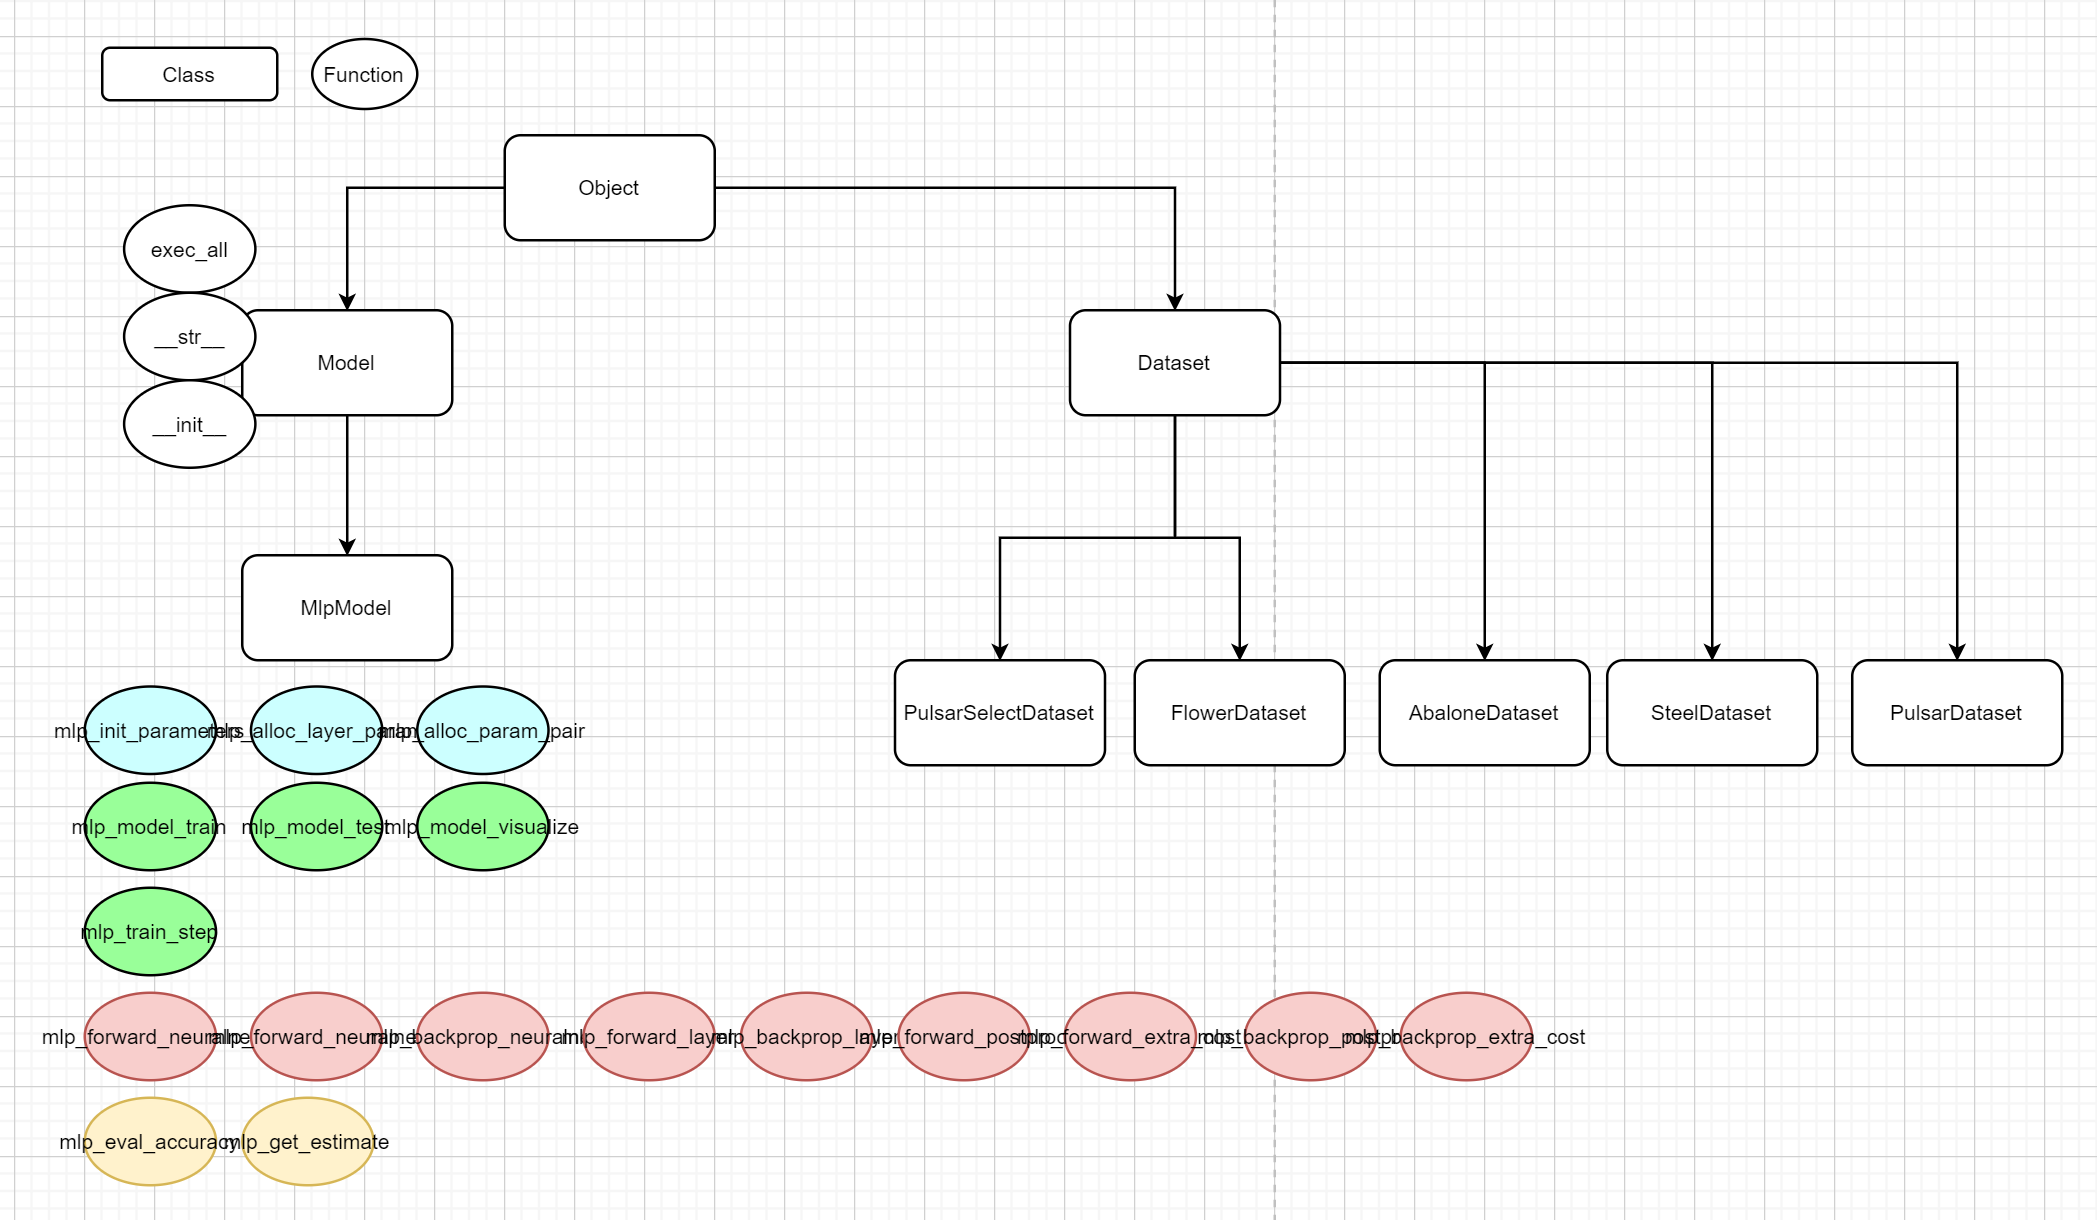 Class
Function
Object
exec_all
__str__
__init__
Model
Dataset
MlpModel
PulsarSelectDataset
FlowerDataset
AbaloneDataset
SteelDataset
PulsarDataset
mlp_init_parameters
mlp_alloc_layer_param
mlp_alloc_param_pair
mlp_model_train
mlp_model_test
mlp_model_visualize
mlp_train_step
mlp_forward_neuralnet
mlp_forward_neuralnet
mlp_backprop_neuralnet
mlp_forward_layer
mlp_backprop_layer
mlp_forward_postproc
mlp_forward_extra_cost
mlp_backprop_postproc
mlp_backprop_extra_cost
mlp_eval_accuracy
mlp_get_estimate